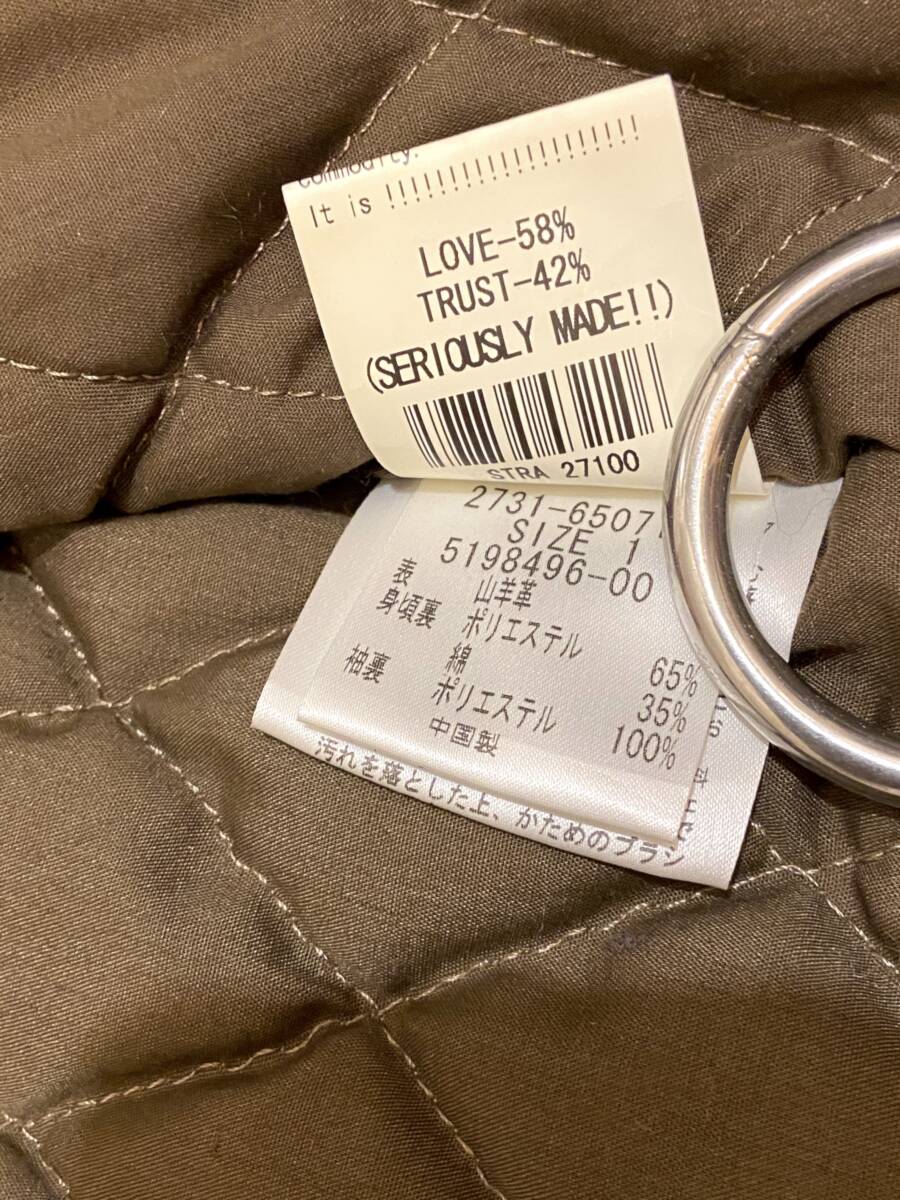 commodity.
It is !!!!!!!!!!!!!!!!!!!!
LOVE-58%
TRUST-42%
(SERIOUSLY MADE!!)
STRA 27100
2731-6507
SIZE 1
5198496-00
表 山羊革
身頃裏 ポリエステル 65%
綿 35%
袖裏 ポリエステル 100%
中国製
汚れを落とした上、かためのブラシ